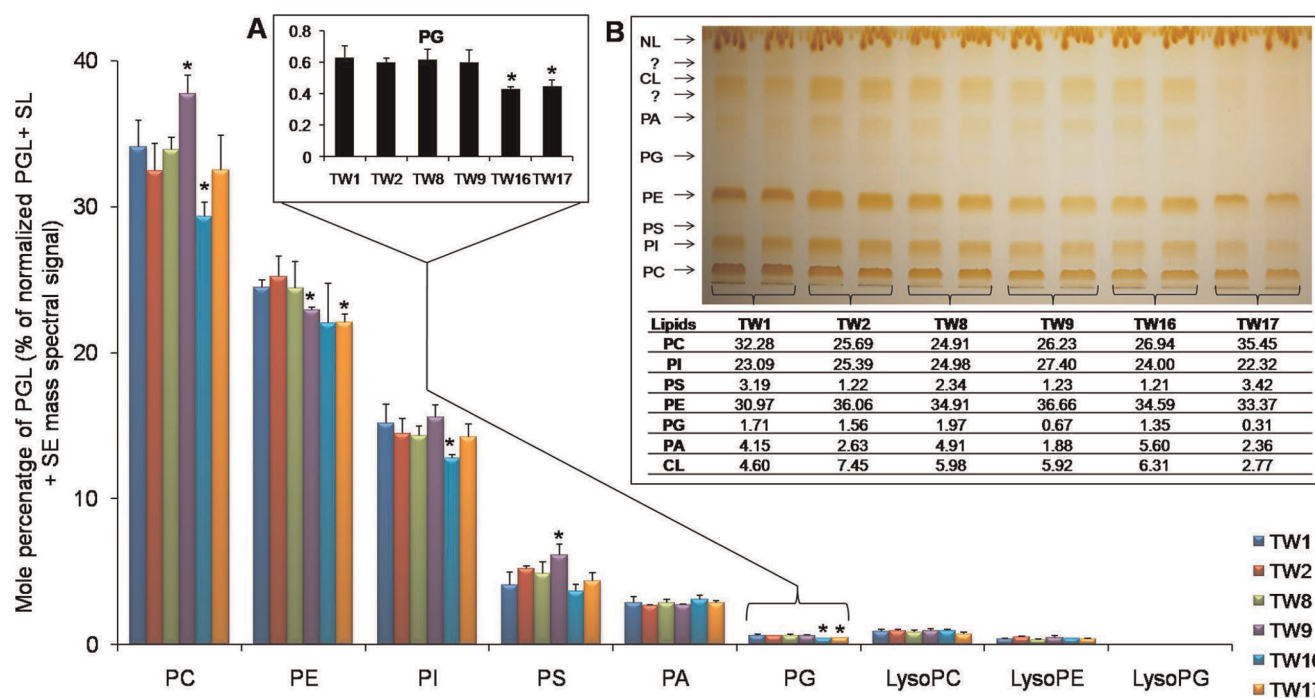 A
PG
0.8
0.6
0.4
0.2
0
* *
TW1 TW2 TW8 TW9 TW16 TW17
B
NL →
? →
CL →
? →
PA →
PG →
PE →
PS →
PI →
PC →
Lipids TW1 TW2 TW8 TW9 TW16 TW17
PC 32.28 25.69 24.91 26.23 26.94 35.45
PI 23.09 25.39 24.98 27.40 24.00 22.32
PS 3.19 1.22 2.34 1.23 1.21 3.42
PE 30.97 36.06 34.91 36.66 34.59 33.37
PG 1.71 1.56 1.97 0.67 1.35 0.31
PA 4.15 2.63 4.91 1.88 5.60 2.36
CL 4.60 7.45 5.98 5.92 6.31 2.77
Mole percenatge of PGL (% of normalized PGL+ SL
+ SE mass spectral signal)
40
30
20
10
0
* *
* *
*
*
* *
PC PE PI PS PA PG LysoPC LysoPE LysoPG
TW1
TW2
TW8
TW9
TW16
TW17